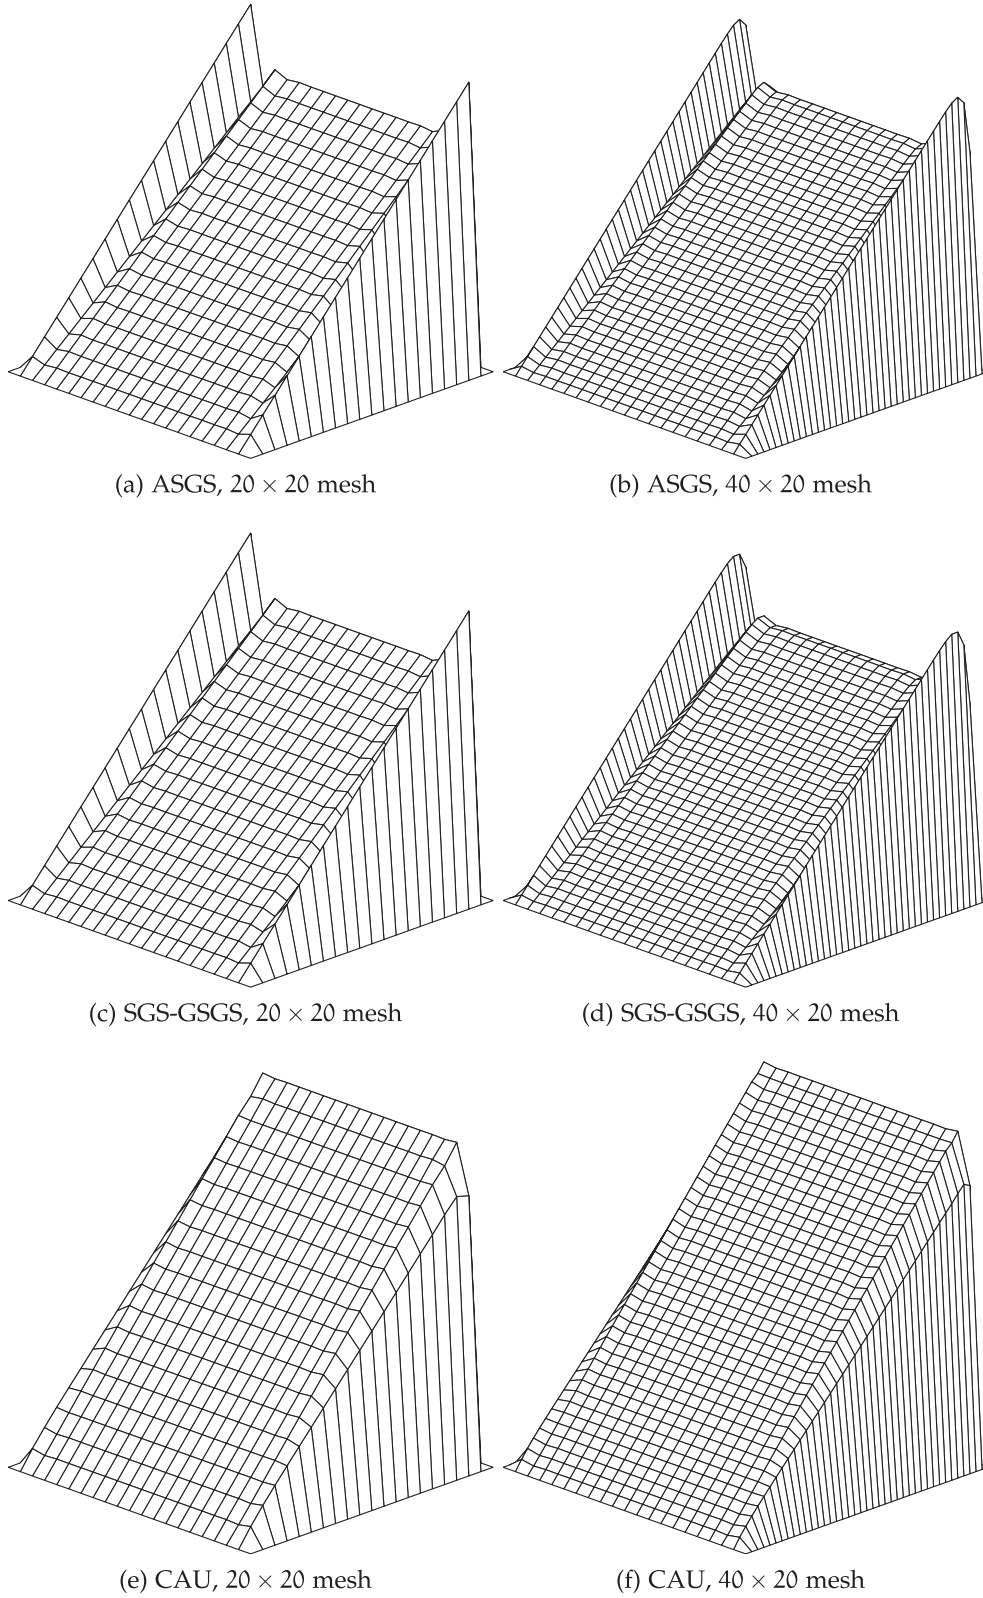 (a) ASGS, 20 × 20 mesh
(b) ASGS, 40 × 20 mesh
(c) SGS-GSGS, 20 × 20 mesh
(d) SGS-GSGS, 40 × 20 mesh
(e) CAU, 20 × 20 mesh
(f) CAU, 40 × 20 mesh